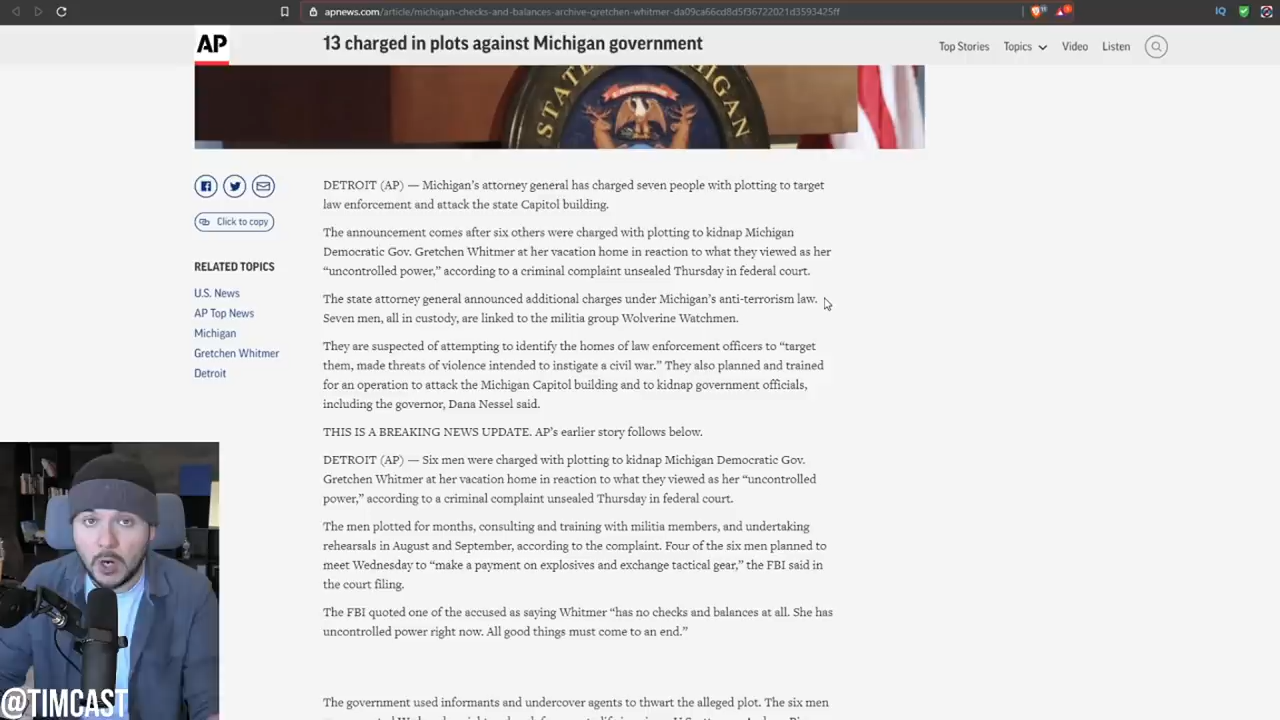 apnews.com/article/michigan-checks-and-balances-archive-gretchen-whitmer-da09ca66cd8d5f36722021d3593425ff
IQ
AP
13 charged in plots against Michigan government
Top Stories
Topics
Video
Listen
STATE OF MICHIGAN
DETROIT (AP) — Michigan's attorney general has charged seven people with plotting to target
law enforcement and attack the state Capitol building.
Click to copy
The announcement comes after six others were charged with plotting to kidnap Michigan
Democratic Gov. Gretchen Whitmer at her vacation home in reaction to what they viewed as her
“uncontrolled power,” according to a criminal complaint unsealed Thursday in federal court.
RELATED TOPICS
U.S. News
AP Top News
Michigan
Gretchen Whitmer
Detroit
The state attorney general announced additional charges under Michigan's anti-terrorism law.
Seven men, all in custody, are linked to the militia group Wolverine Watchmen.
They are suspected of attempting to identify the homes of law enforcement officers to “target
them, made threats of violence intended to instigate a civil war.” They also planned and trained
for an operation to attack the Michigan Capitol building and to kidnap government officials,
including the governor, Dana Nessel said.
THIS IS A BREAKING NEWS UPDATE. AP's earlier story follows below.
DETROIT (AP) — Six men were charged with plotting to kidnap Michigan Democratic Gov.
Gretchen Whitmer at her vacation home in reaction to what they viewed as her “uncontrolled
power,” according to a criminal complaint unsealed Thursday in federal court.
The men plotted for months, consulting and training with militia members, and undertaking
rehearsals in August and September, according to the complaint. Four of the six men planned to
meet Wednesday to “make a payment on explosives and exchange tactical gear,” the FBI said in
the court filing.
The FBI quoted one of the accused as saying Whitmer “has no checks and balances at all. She has
uncontrolled power right now. All good things must come to an end.”
The government used informants and undercover agents to thwart the alleged plot. The six men
@TIMCAST